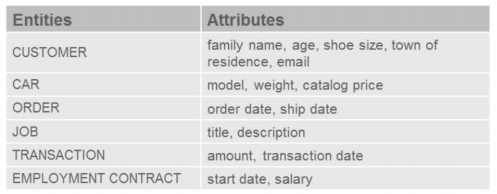 Entities Attributes
CUSTOMER family name, age, shoe size, town of
residence, email
CAR model, weight, catalog price
ORDER order date, ship date
JOB title, description
TRANSACTION amount, transaction date
EMPLOYMENT CONTRACT start date, salary